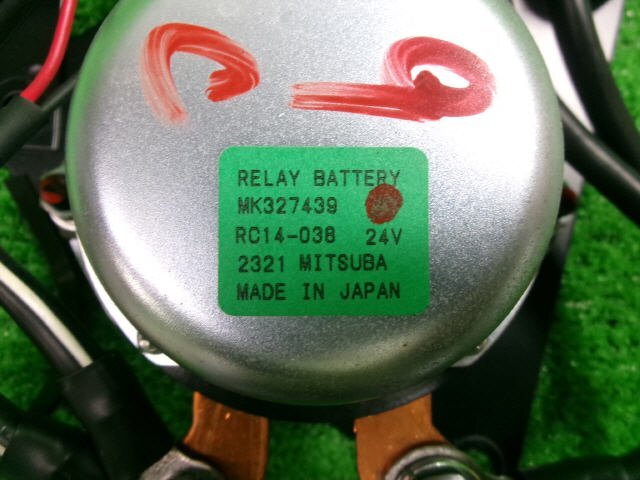 RELAY BATTERY
MK327439
RC14-038 24V
2321 MITSUBA
MADE IN JAPAN